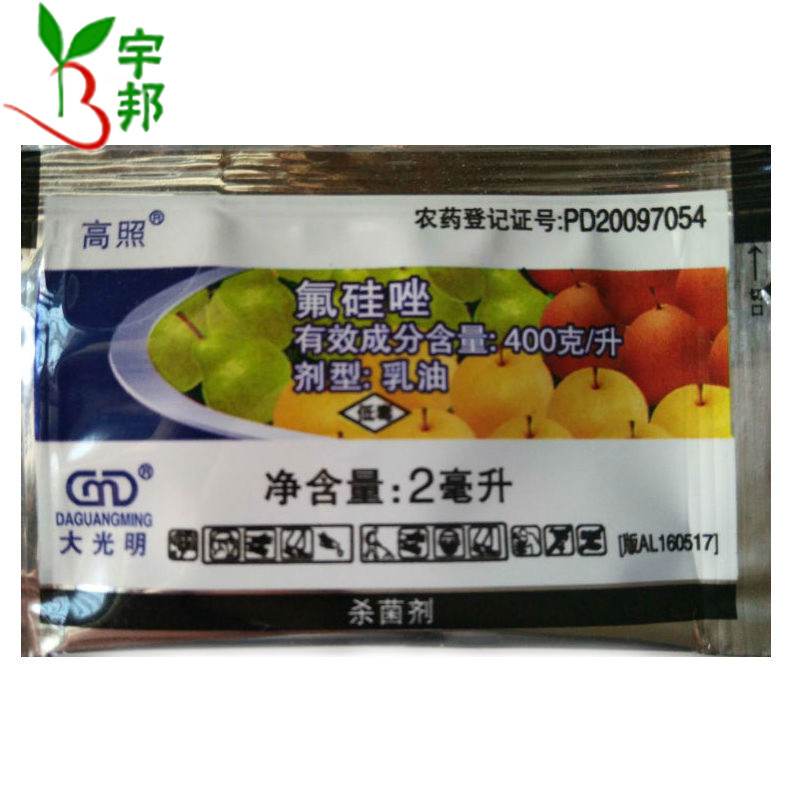 宇邦
高照®
农药登记证号:PD20097054
氟硅唑
有效成分含量: 400克/升
剂型: 乳油
低毒
切口
净含量: 2毫升
DAGUANGMING®
大光明
[版AL160517]
杀菌剂